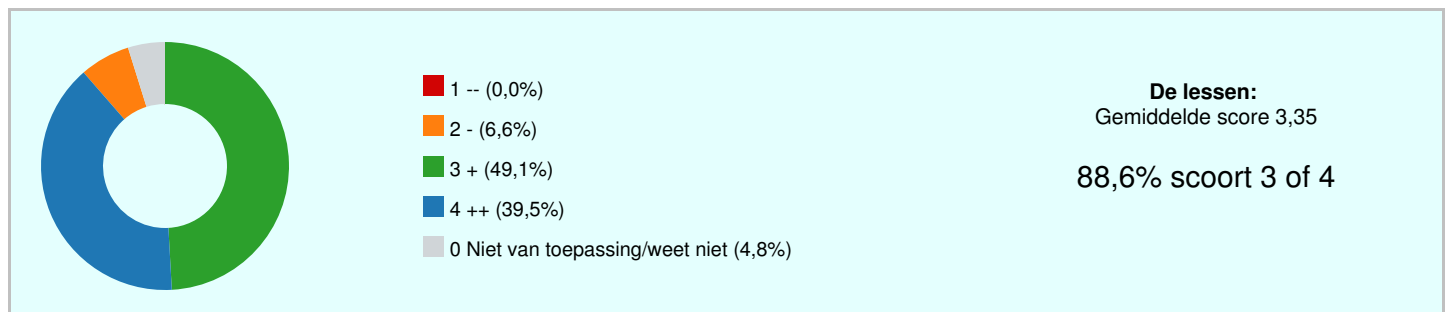 1 -- (0,0%)
2 - (6,6%)
3 + (49,1%)
4 ++ (39,5%)
0 Niet van toepassing/weet niet (4,8%)
De lessen:
Gemiddelde score 3,35
88,6% scoort 3 of 4